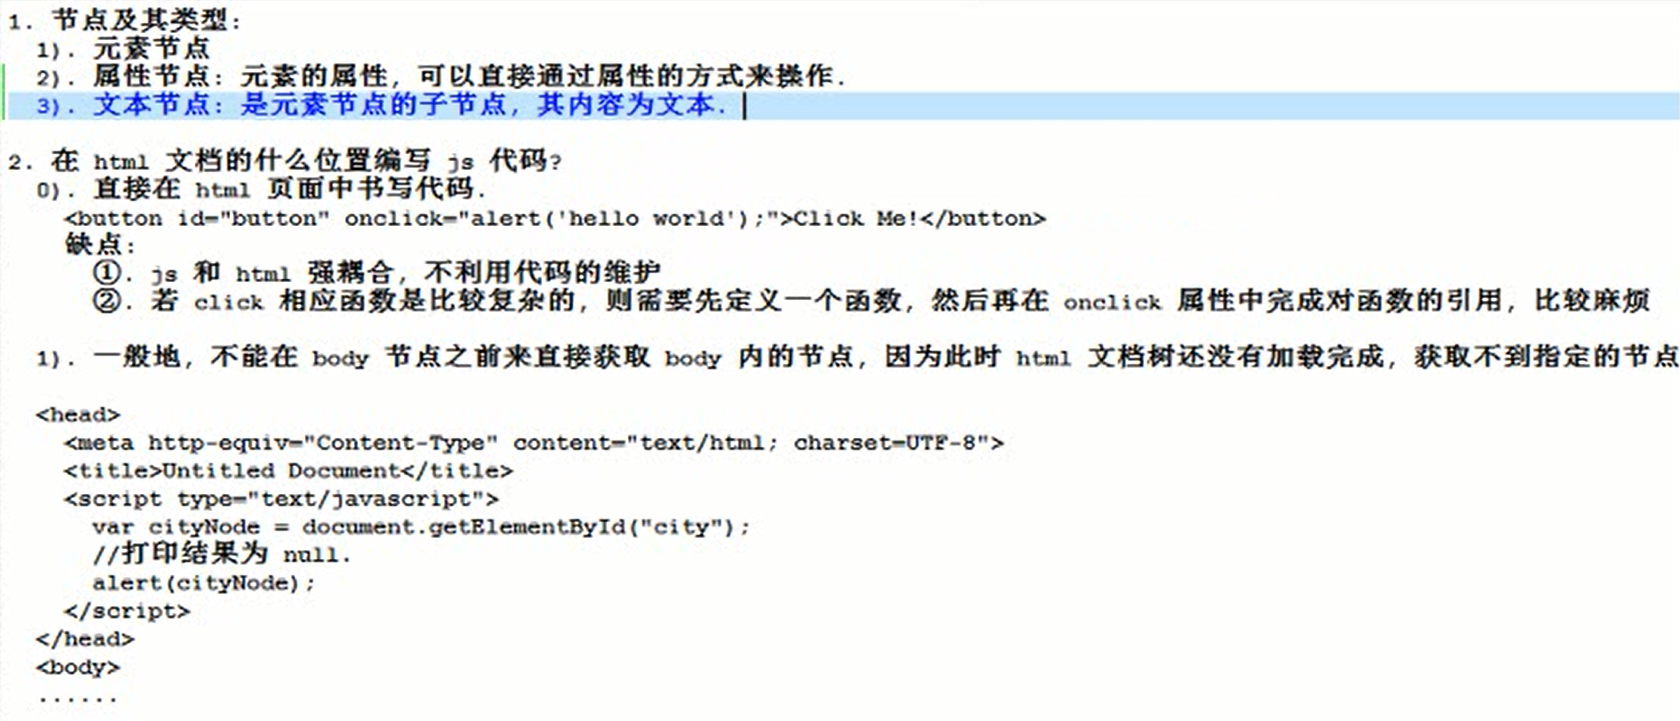 1. 节点及其类型:
1). 元素节点
2). 属性节点: 元素的属性, 可以直接通过属性的方式来操作.
3). 文本节点: 是元素节点的子节点, 其内容为文本.
2. 在 html 文档的什么位置编写 js 代码?
0). 直接在 html 页面中书写代码.
<button id="button" onclick="alert('hello world');">Click Me!</button>
缺点:
①. js 和 html 强耦合, 不利用代码的维护
②. 若 click 相应函数是比较复杂的, 则需要先定义一个函数, 然后再在 onclick 属性中完成对函数的引用, 比较麻烦
1). 一般地, 不能在 body 节点之前来直接获取 body 内的节点, 因为此时 html 文档树还没有加载完成, 获取不到指定的节点
<head>
<meta http-equiv="Content-Type" content="text/html; charset=UTF-8">
<title>Untitled Document</title>
<script type="text/javascript">
var cityNode = document.getElementById("city");
//打印结果为 null.
alert(cityNode);
</script>
</head>
<body>
......